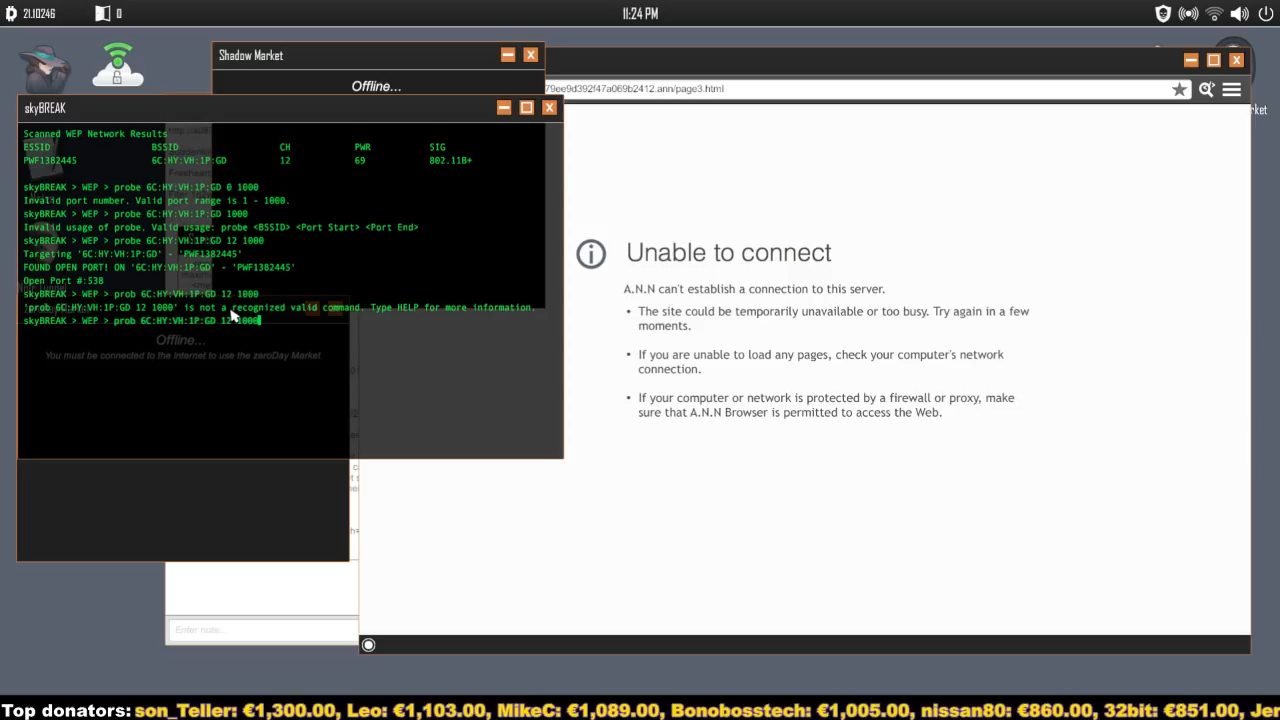 21.10246
0
11:24 PM
Shadow Market
Offline...
79ee9d392f47a069b2412.ann/page3.html
skyBREAK
Scanned WEP Network Results
ESSID BSSID CH PWR SIG
PWF1382445 6C:HY:VH:1P:GD 12 69 802.11B+
skyBREAK > WEP > probe 6C:HY:VH:1P:GD 0 1000
Invalid port number. Valid port range is 1 - 1000.
skyBREAK > WEP > probe 6C:HY:VH:1P:GD 1000
Invalid usage of probe. Valid usage: probe <BSSID> <Port Start> <Port End>
skyBREAK > WEP > probe 6C:HY:VH:1P:GD 12 1000
Targeting '6C:HY:VH:1P:GD' - 'PWF1382445'
FOUND OPEN PORT! ON '6C:HY:VH:1P:GD' - 'PWF1382445'
Open Port #:538
skyBREAK > WEP > prob 6C:HY:VH:1P:GD 12 1000
'prob 6C:HY:VH:1P:GD 12 1000' is not a recognized valid command. Type HELP for more information.
skyBREAK > WEP > prob 6C:HY:VH:1P:GD 12 1000
Offline...
You must be connected to the internet to use the zeroDay Market
Enter note...
Unable to connect
A.N.N can't establish a connection to this server.
• The site could be temporarily unavailable or too busy. Try again in a few
moments.
• If you are unable to load any pages, check your computer's network
connection.
• If your computer or network is protected by a firewall or proxy, make
sure that A.N.N Browser is permitted to access the Web.
ket
Top donators: son_Teller: €1,300.00, Leo: €1,103.00, MikeC: €1,089.00, Bonobosstech: €1,005.00, nissan80: €860.00, 32bit: €851.00, Jer